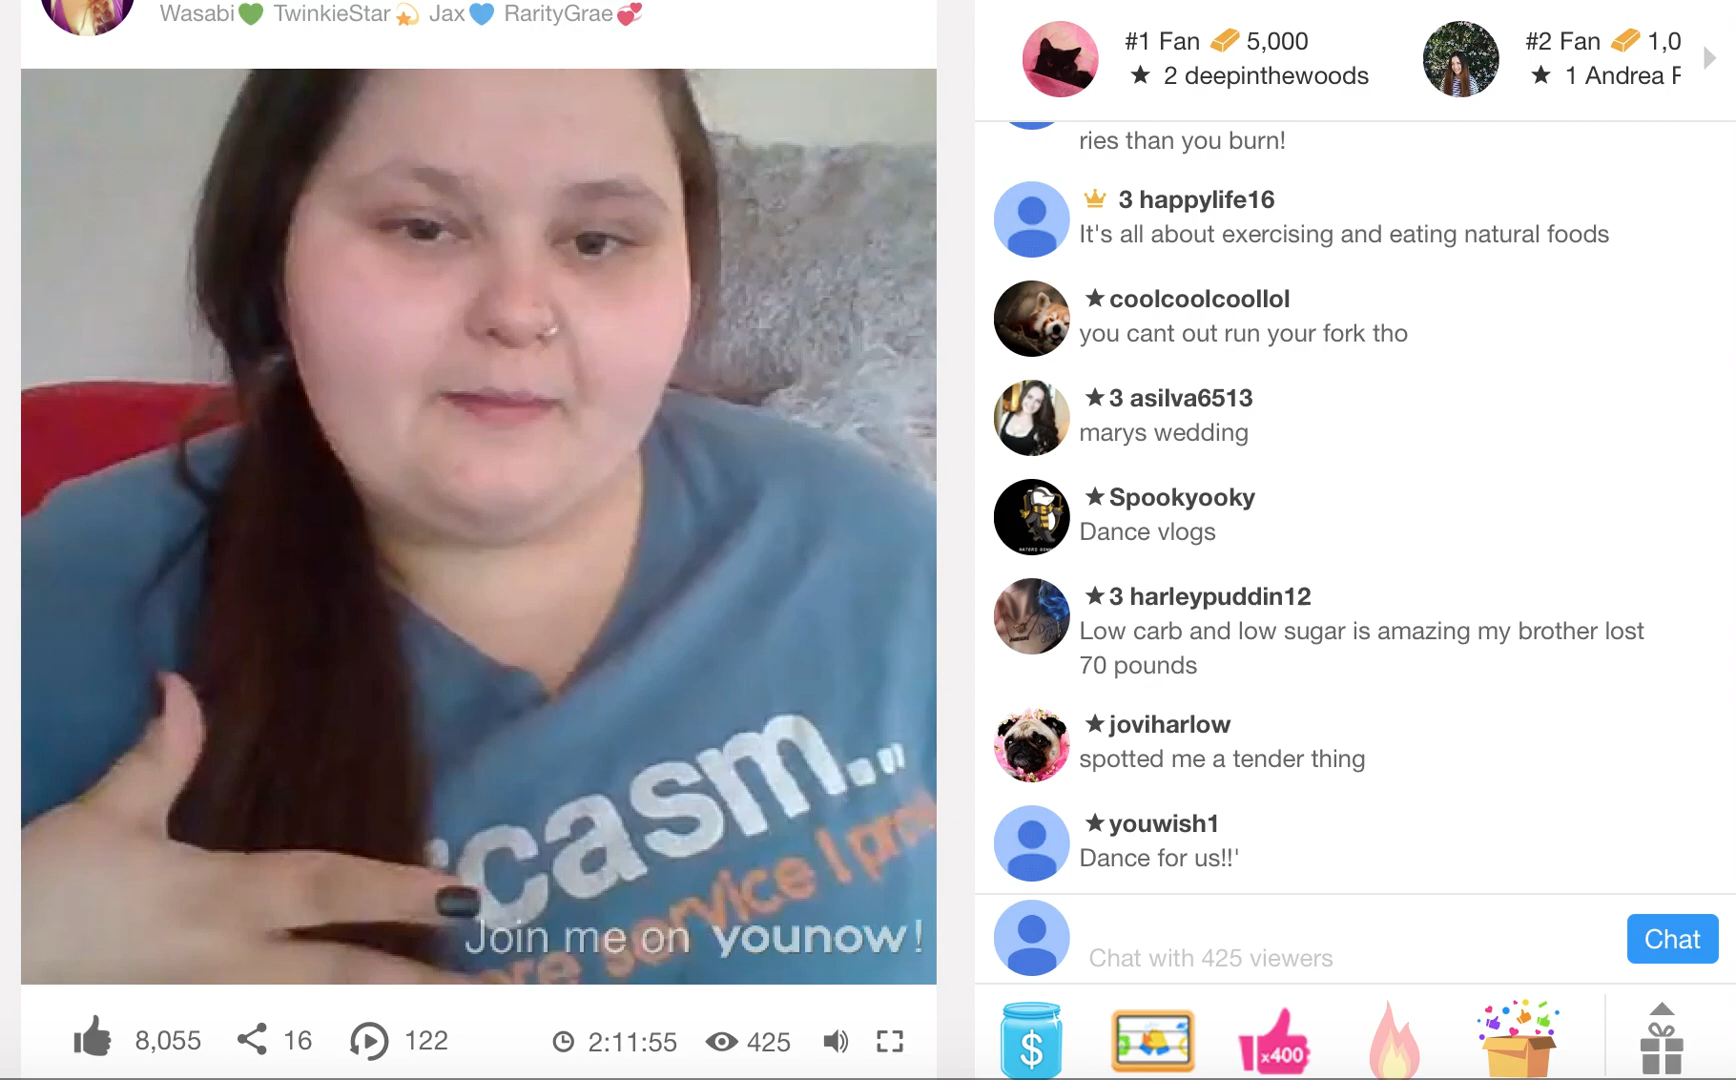 Wasabi💚 TwinkieStar💫 Jax💙 RarityGrae💞
casm...
service I pro
Join me on younow!
8,055
16
122
2:11:55
425
#1 Fan 5,000
★ 2 deepinthewoods
#2 Fan 1,0
★ 1 Andrea F
ries than you burn!
3 happylife16
It's all about exercising and eating natural foods
★coolcoolcoollol
you cant out run your fork tho
★3 asilva6513
marys wedding
★Spookyooky
Dance vlogs
★3 harleypuddin12
Low carb and low sugar is amazing my brother lost
70 pounds
★joviharlow
spotted me a tender thing
★youwish1
Dance for us!!'
Chat with 425 viewers
Chat
$
x400